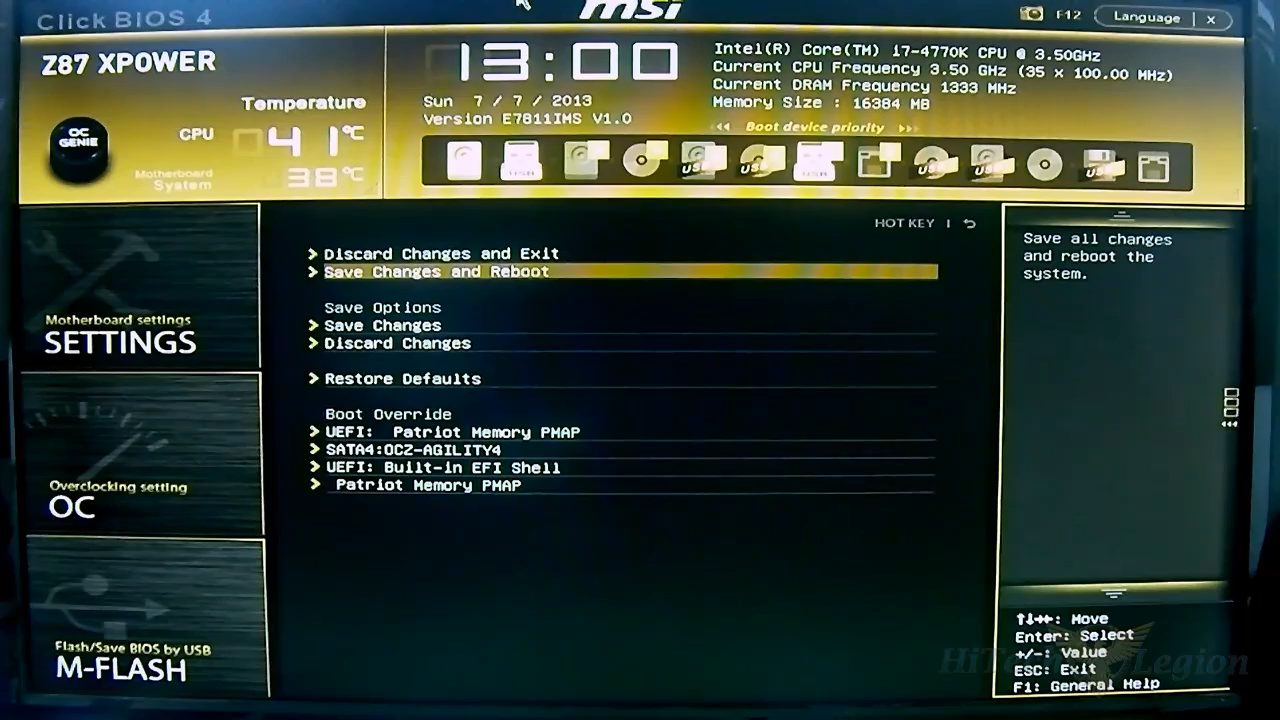 Click BIOS 4
msi
F12
Language | X
Z87 XPOWER
OC GENIE
Temperature
CPU 41°C
Motherboard
System 38°C
13:00
Sun 7 / 7 / 2013
Version E7811IMS V1.0
Intel(R) Core(TM) i7-4770K CPU @ 3.50GHz
Current CPU Frequency 3.50 GHz (35 x 100.00 MHz)
Current DRAM Frequency 1333 MHz
Memory Size : 16384 MB
Boot device priority
USB USB USB USB USB
HOT KEY |
Motherboard settings
SETTINGS
Overclocking setting
OC
Flash/Save BIOS by USB
M-FLASH
> Discard Changes and Exit
> Save Changes and Reboot
Save Options
> Save Changes
> Discard Changes
> Restore Defaults
Boot Override
> UEFI: Patriot Memory PMAP
> SATA4:OCZ-AGILITY4
> UEFI: Built-in EFI Shell
> Patriot Memory PMAP
Save all changes
and reboot the
system.
↑↓→←: Move
Enter: Select
+/-: Value
ESC: Exit
F1: General Help
Legion